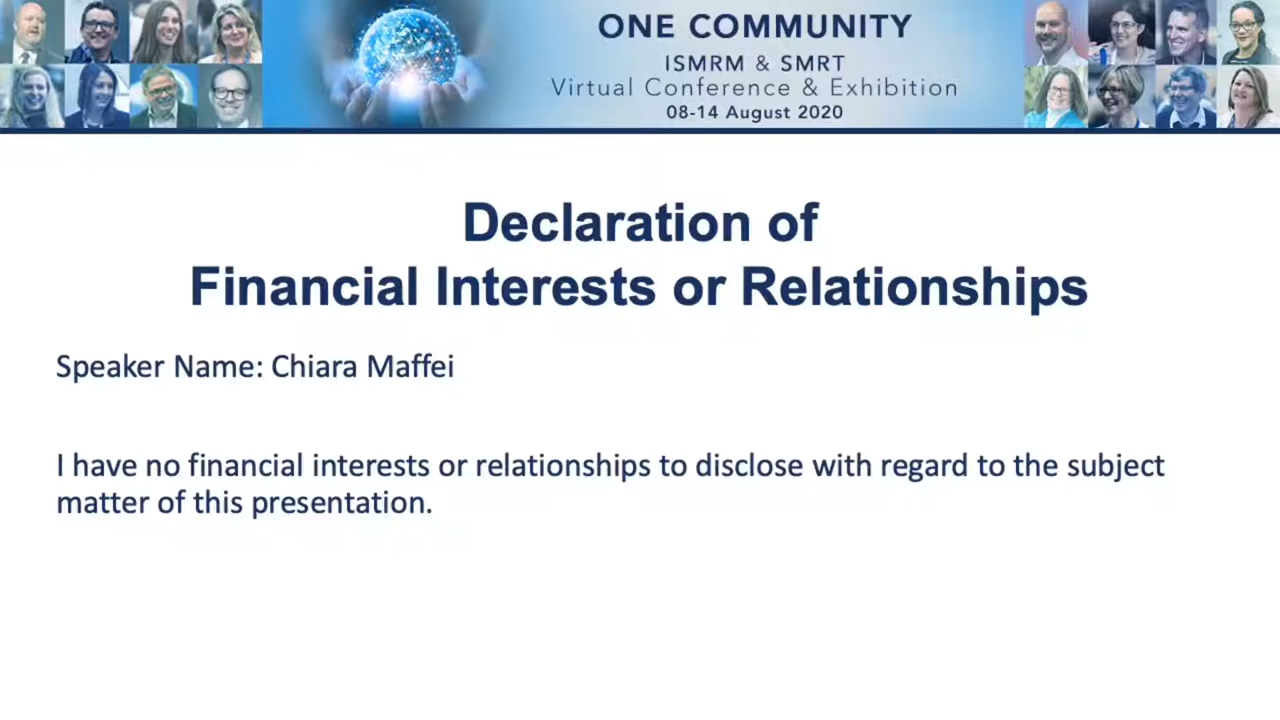 ONE COMMUNITY
ISMRM & SMRT
Virtual Conference & Exhibition
08-14 August 2020
Declaration of
Financial Interests or Relationships
Speaker Name: Chiara Maffei
I have no financial interests or relationships to disclose with regard to the subject
matter of this presentation.